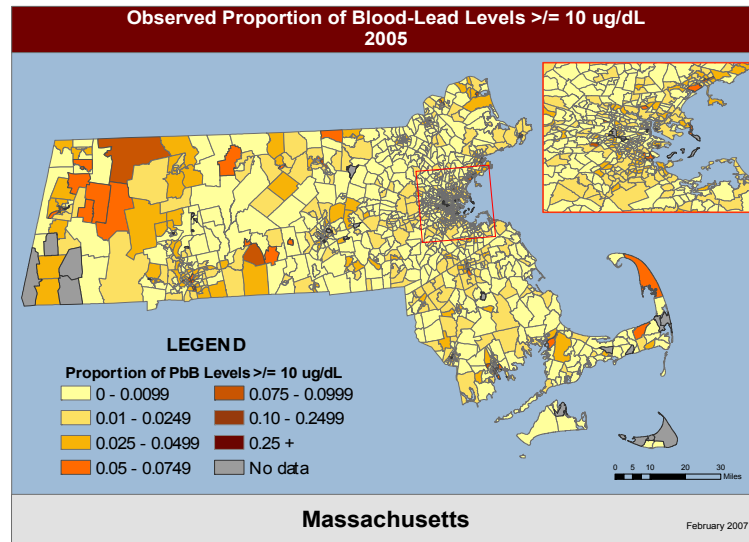 Observed Proportion of Blood-Lead Levels >/= 10 ug/dL
2005
LEGEND
Proportion of PbB Levels >/= 10 ug/dL
0 - 0.0099
0.01 - 0.0249
0.025 - 0.0499
0.05 - 0.0749
0.075 - 0.0999
0.10 - 0.2499
0.25 +
No data
0 5 10 20 30
Miles
Massachusetts
February 2007